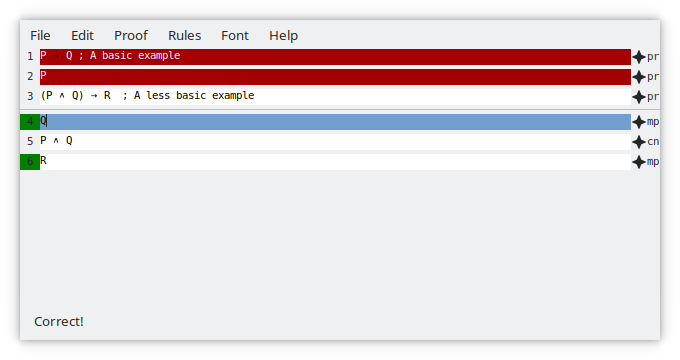 File Edit Proof Rules Font Help
1 P → Q ; A basic example pr
2 P pr
3 (P ∧ Q) → R ; A less basic example pr
4 Q mp
5 P ∧ Q cn
6 R mp
Correct!